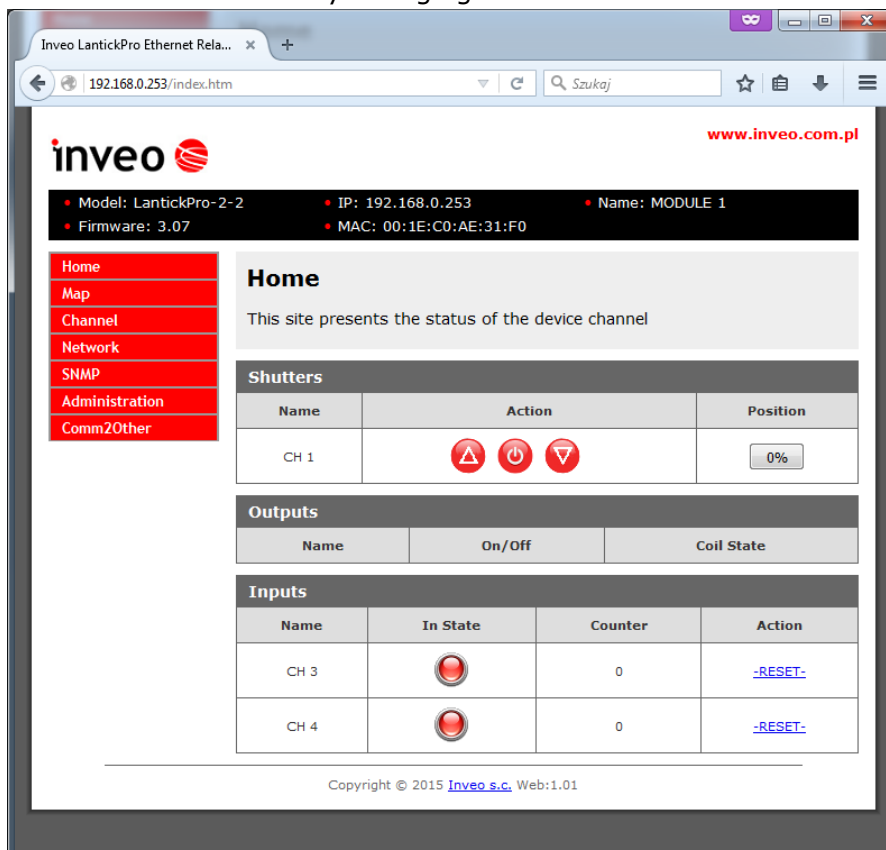 Inveo LantickPro Ethernet Rela...
192.168.0.253/index.htm
Szukaj
www.inveo.com.pl
inveo
Model: LantickPro-2-2
IP: 192.168.0.253
Name: MODULE 1
Firmware: 3.07
MAC: 00:1E:C0:AE:31:F0
Home
Map
Channel
Network
SNMP
Administration
Comm2Other
Home
This site presents the status of the device channel
Shutters
Name Action Position
CH 1 0%
Outputs
Name On/Off Coil State
Inputs
Name In State Counter Action
CH 3 0 -RESET-
CH 4 0 -RESET-
Copyright © 2015 Inveo s.c. Web:1.01